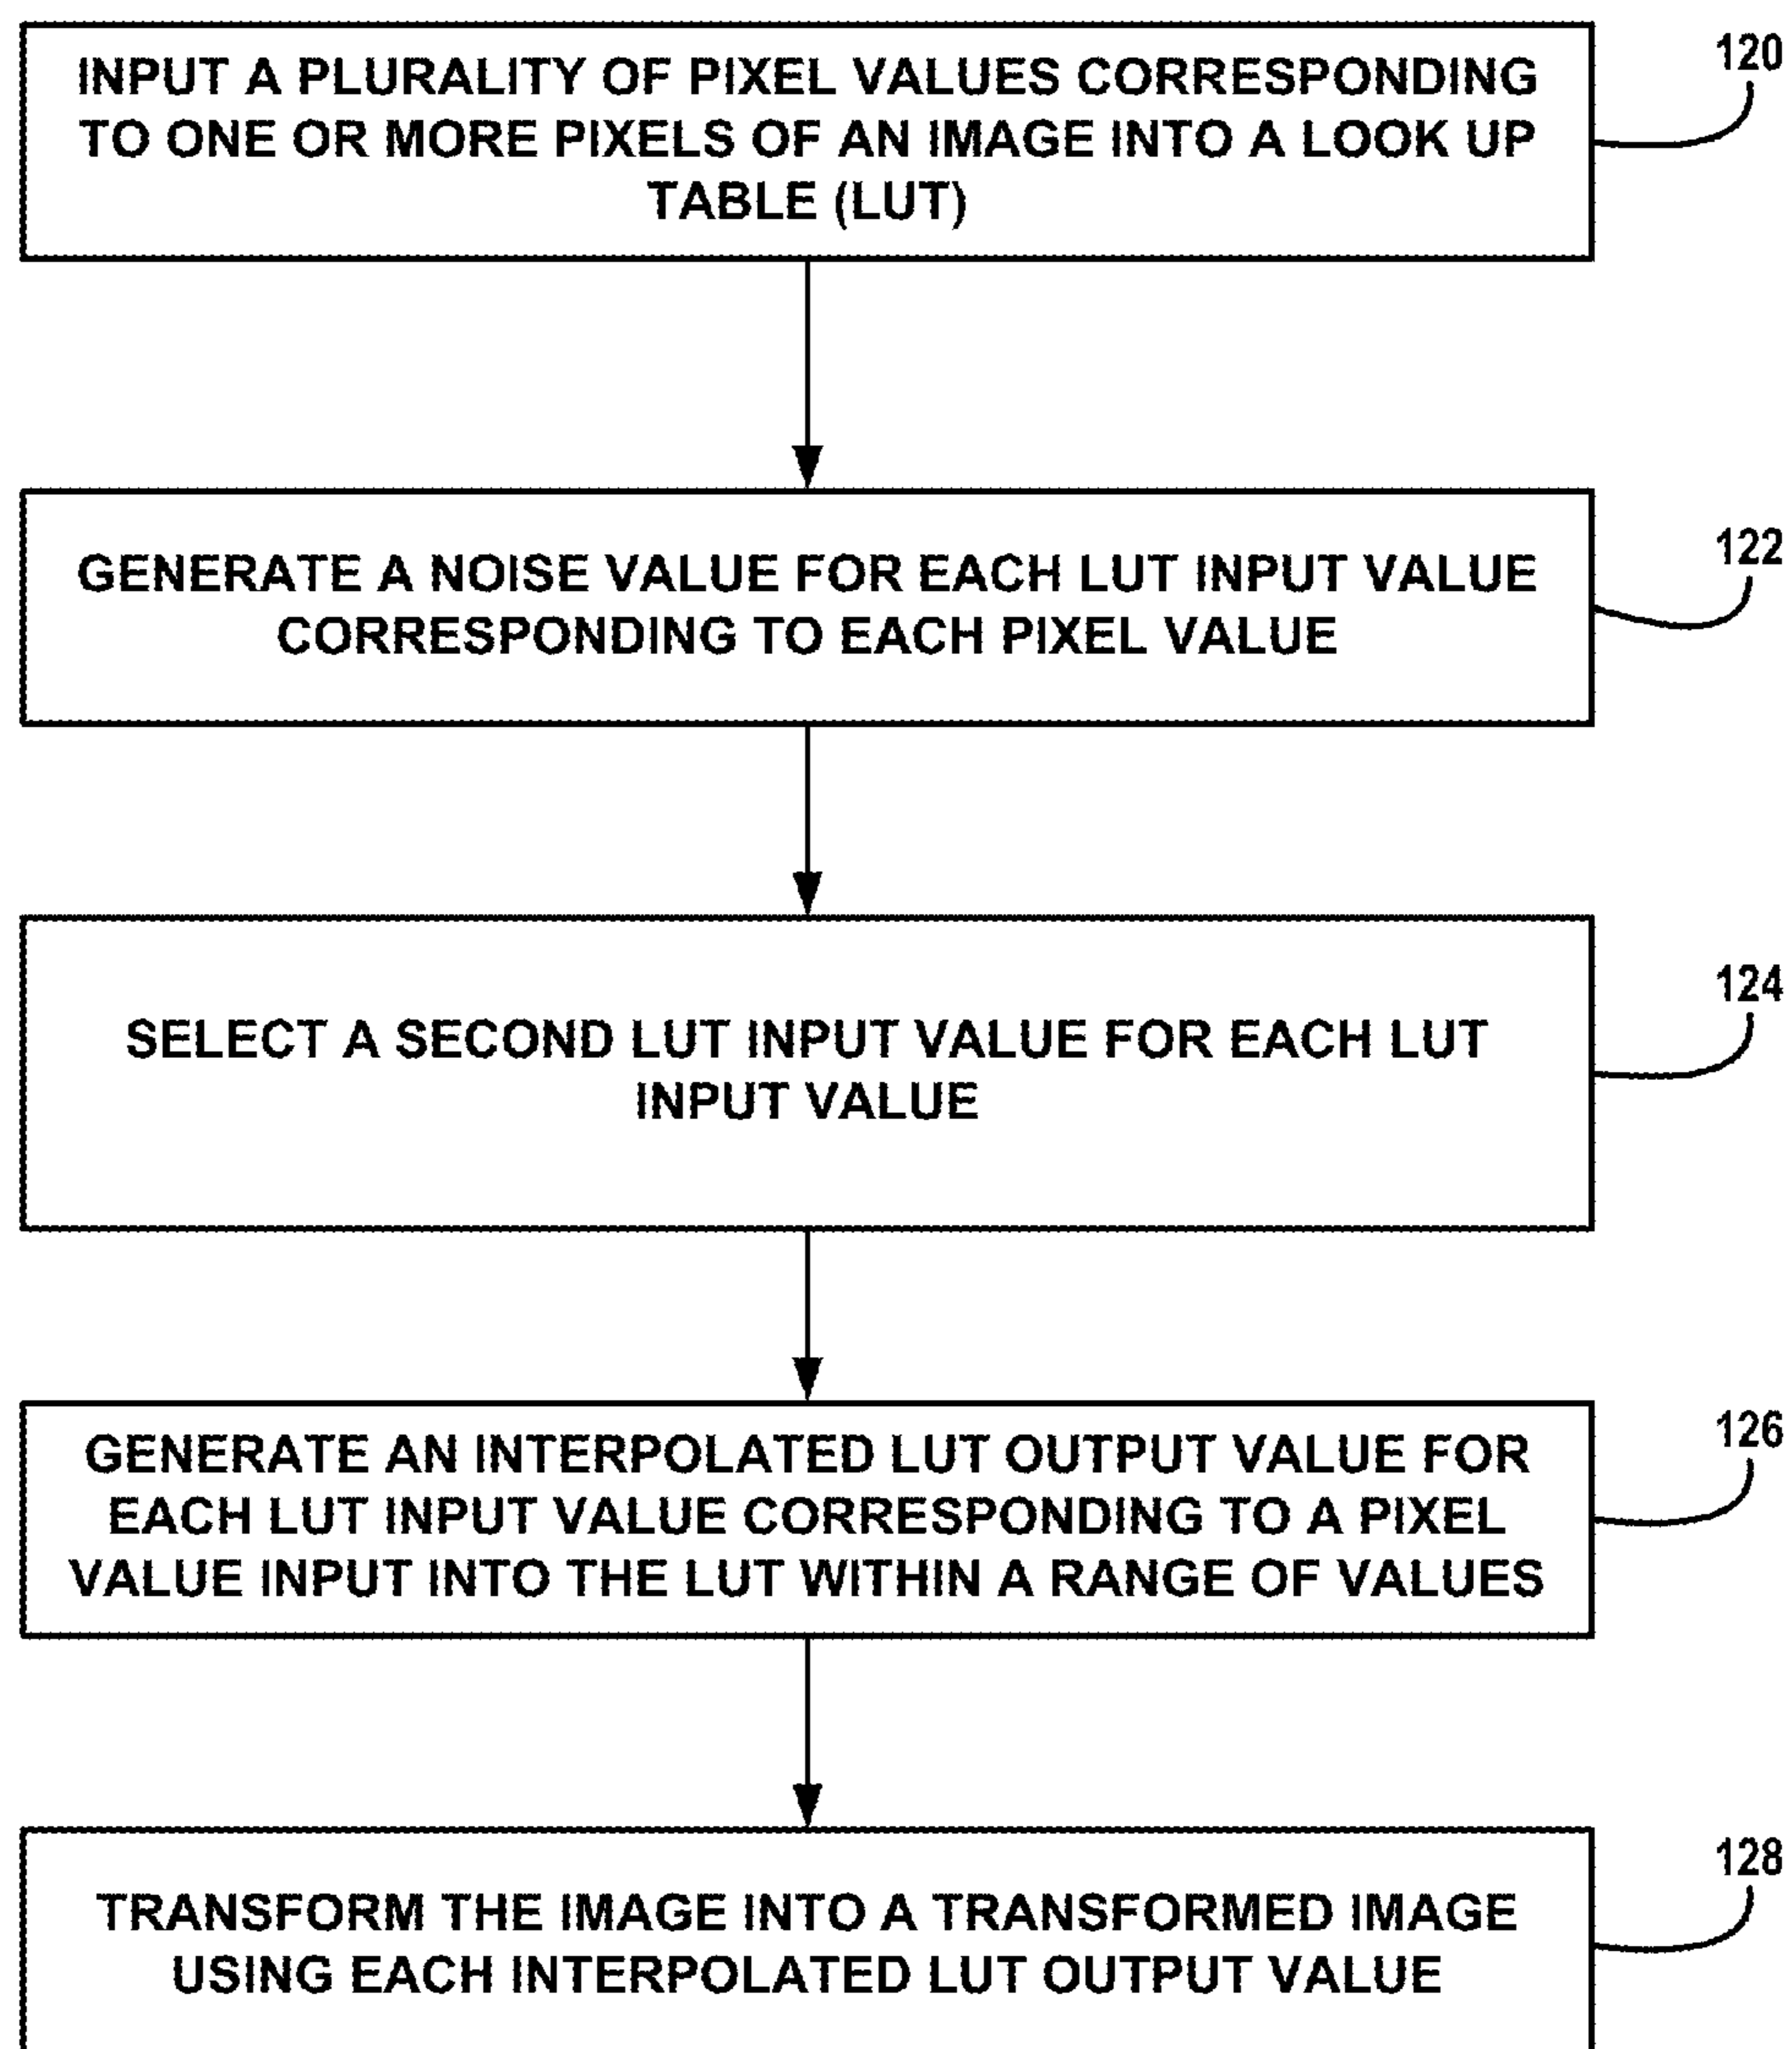 INPUT A PLURALITY OF PIXEL VALUES CORRESPONDING
TO ONE OR MORE PIXELS OF AN IMAGE INTO A LOOK UP
TABLE (LUT)
120
GENERATE A NOISE VALUE FOR EACH LUT INPUT VALUE
CORRESPONDING TO EACH PIXEL VALUE
122
SELECT A SECOND LUT INPUT VALUE FOR EACH LUT
INPUT VALUE
124
GENERATE AN INTERPOLATED LUT OUTPUT VALUE FOR
EACH LUT INPUT VALUE CORRESPONDING TO A PIXEL
VALUE INPUT INTO THE LUT WITHIN A RANGE OF VALUES
126
TRANSFORM THE IMAGE INTO A TRANSFORMED IMAGE
USING EACH INTERPOLATED LUT OUTPUT VALUE
128